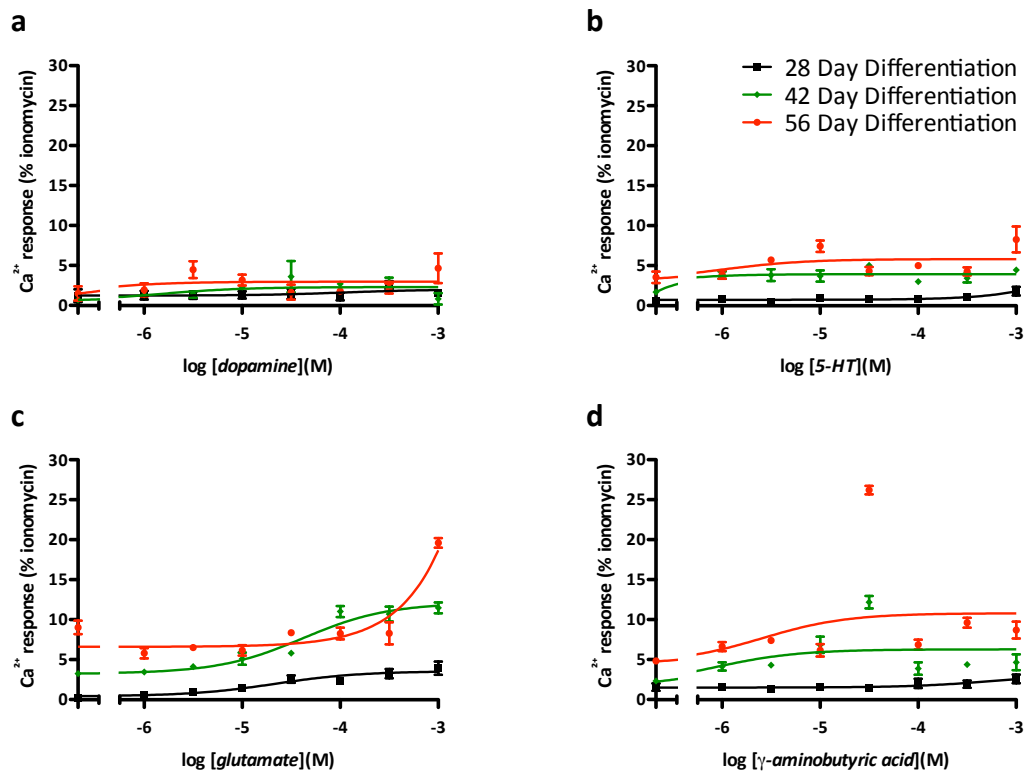 a
b
30
25
20
15
10
5
0
Ca²⁺ response (% ionomycin)
-6 -5 -4 -3
log [dopamine](M)
30
25
20
15
10
5
0
Ca²⁺ response (% ionomycin)
-6 -5 -4 -3
log [5-HT](M)
28 Day Differentiation
42 Day Differentiation
56 Day Differentiation
c
d
30
25
20
15
10
5
0
Ca²⁺ response (% ionomycin)
-6 -5 -4 -3
log [glutamate](M)
30
25
20
15
10
5
0
Ca²⁺ response (% ionomycin)
-6 -5 -4 -3
log [γ-aminobutyric acid](M)